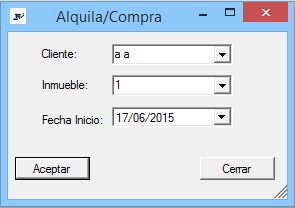 Alquila/Compra
Cliente: a a
Inmueble: 1
Fecha Inicio: 17/06/2015
Aceptar Cerrar